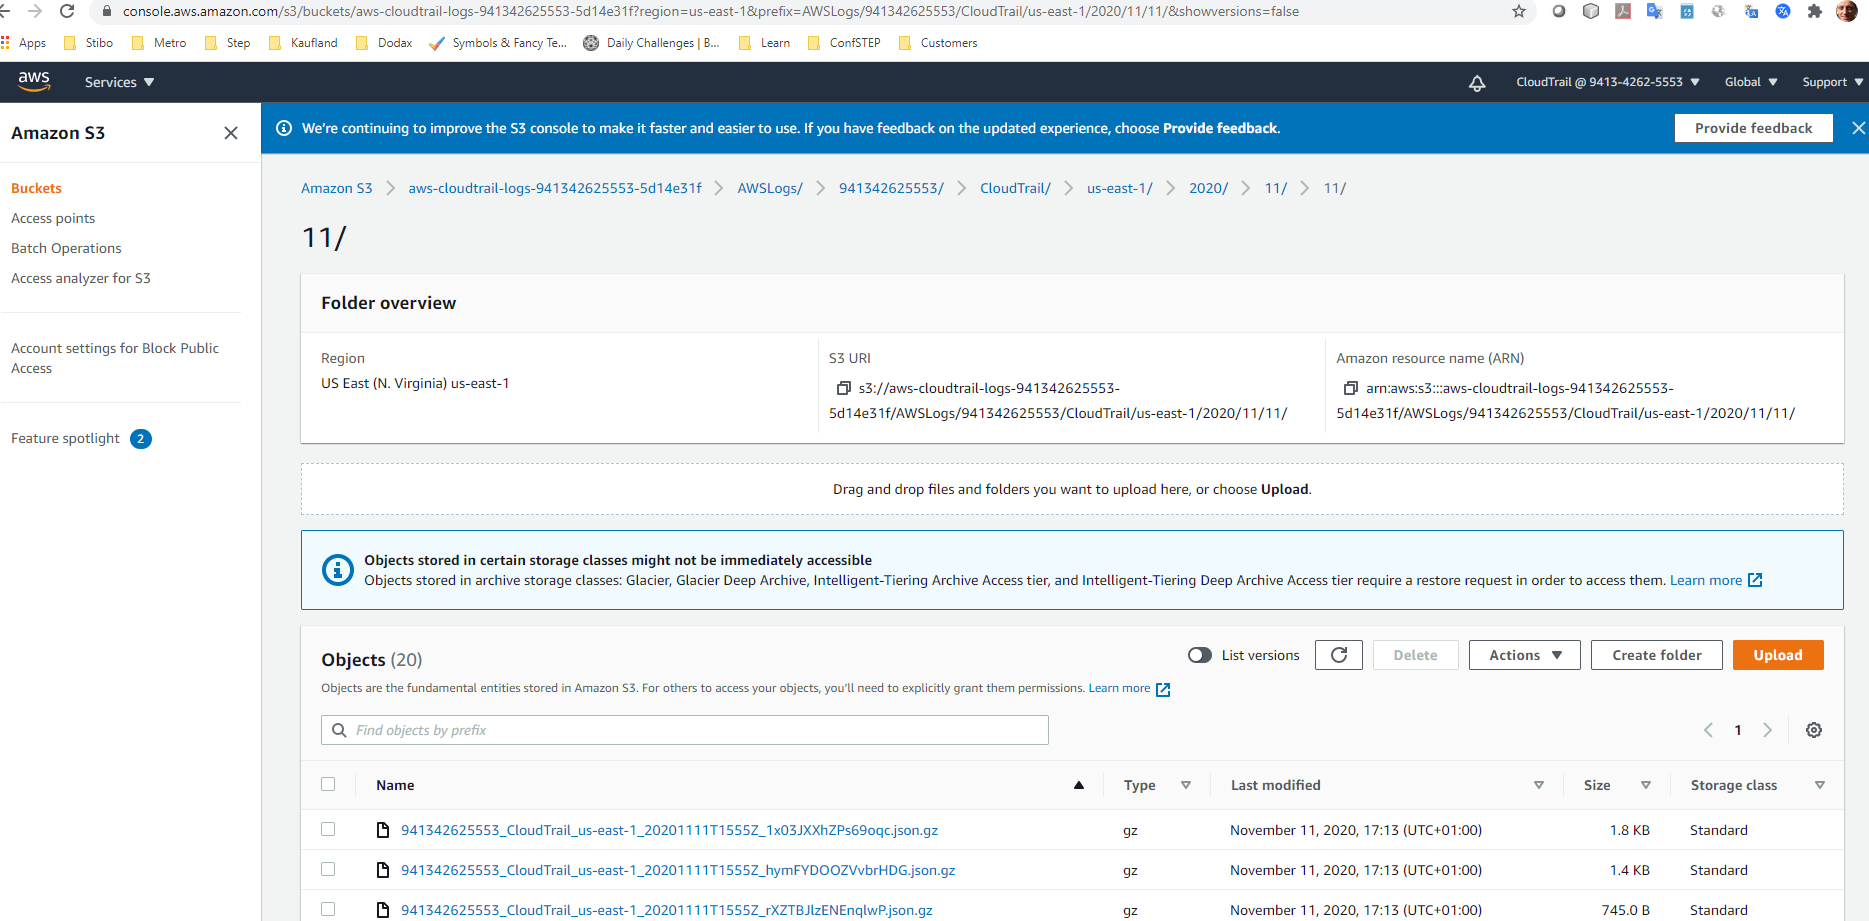 console.aws.amazon.com/s3/buckets/aws-cloudtrail-logs-941342625553-5d14e31f?region=us-east-1&prefix=AWSLogs/941342625553/CloudTrail/us-east-1/2020/11/11/&showversions=false
Apps Stibo Metro Step Kaufland Dodax Symbols & Fancy Te... Daily Challenges | B... Learn ConfSTEP Customers
aws Services CloudTrail @ 9413-4262-5553 Global Support
Amazon S3
We're continuing to improve the S3 console to make it faster and easier to use. If you have feedback on the updated experience, choose Provide feedback.
Provide feedback
Buckets
Access points
Batch Operations
Access analyzer for S3
Account settings for Block Public
Access
Feature spotlight 2
Amazon S3 aws-cloudtrail-logs-941342625553-5d14e31f AWSLogs/ 941342625553/ CloudTrail/ us-east-1/ 2020/ 11/ 11/
11/
Folder overview
Region
US East (N. Virginia) us-east-1
S3 URI
s3://aws-cloudtrail-logs-941342625553-
5d14e31f/AWSLogs/941342625553/CloudTrail/us-east-1/2020/11/11/
Amazon resource name (ARN)
arn:aws:s3:::aws-cloudtrail-logs-941342625553-
5d14e31f/AWSLogs/941342625553/CloudTrail/us-east-1/2020/11/11/
Drag and drop files and folders you want to upload here, or choose Upload.
Objects stored in certain storage classes might not be immediately accessible
Objects stored in archive storage classes: Glacier, Glacier Deep Archive, Intelligent-Tiering Archive Access tier, and Intelligent-Tiering Deep Archive Access tier require a restore request in order to access them. Learn more
Objects (20)
List versions Delete Actions Create folder Upload
Objects are the fundamental entities stored in Amazon S3. For others to access your objects, you'll need to explicitly grant them permissions. Learn more
Find objects by prefix
1
Name Type Last modified Size Storage class
941342625553_CloudTrail_us-east-1_20201111T1555Z_1x03JXXhZPs69oqc.json.gz gz November 11, 2020, 17:13 (UTC+01:00) 1.8 KB Standard
941342625553_CloudTrail_us-east-1_20201111T1555Z_hymFYDOOZVvbrHDG.json.gz gz November 11, 2020, 17:13 (UTC+01:00) 1.4 KB Standard
941342625553_CloudTrail_us-east-1_20201111T1555Z_rXZTBJlzENEnqlwP.json.gz gz November 11, 2020, 17:13 (UTC+01:00) 745.0 B Standard